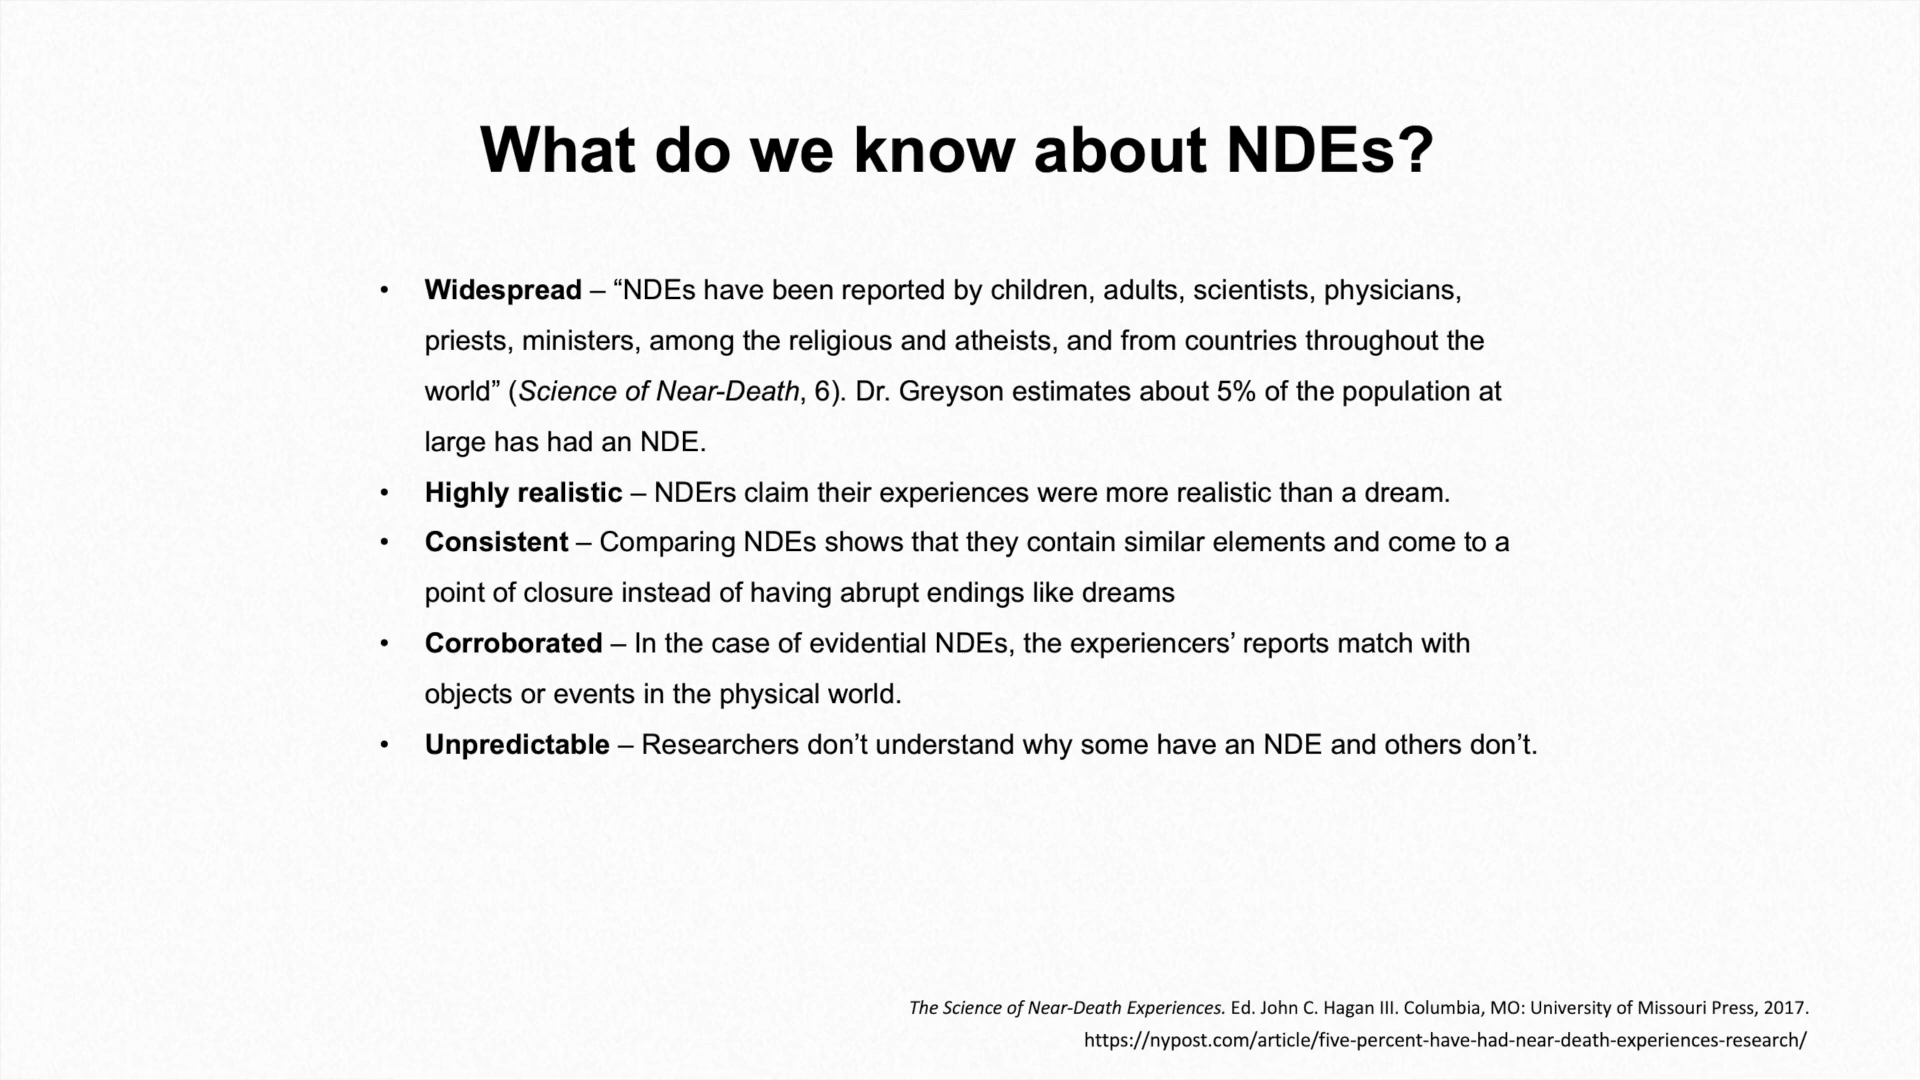 What do we know about NDEs?
• Widespread – “NDEs have been reported by children, adults, scientists, physicians,
priests, ministers, among the religious and atheists, and from countries throughout the
world” (Science of Near-Death, 6). Dr. Greyson estimates about 5% of the population at
large has had an NDE.
• Highly realistic – NDErs claim their experiences were more realistic than a dream.
• Consistent – Comparing NDEs shows that they contain similar elements and come to a
point of closure instead of having abrupt endings like dreams
• Corroborated – In the case of evidential NDEs, the experiencers’ reports match with
objects or events in the physical world.
• Unpredictable – Researchers don’t understand why some have an NDE and others don’t.
The Science of Near-Death Experiences. Ed. John C. Hagan III. Columbia, MO: University of Missouri Press, 2017.
https://nypost.com/article/five-percent-have-had-near-death-experiences-research/